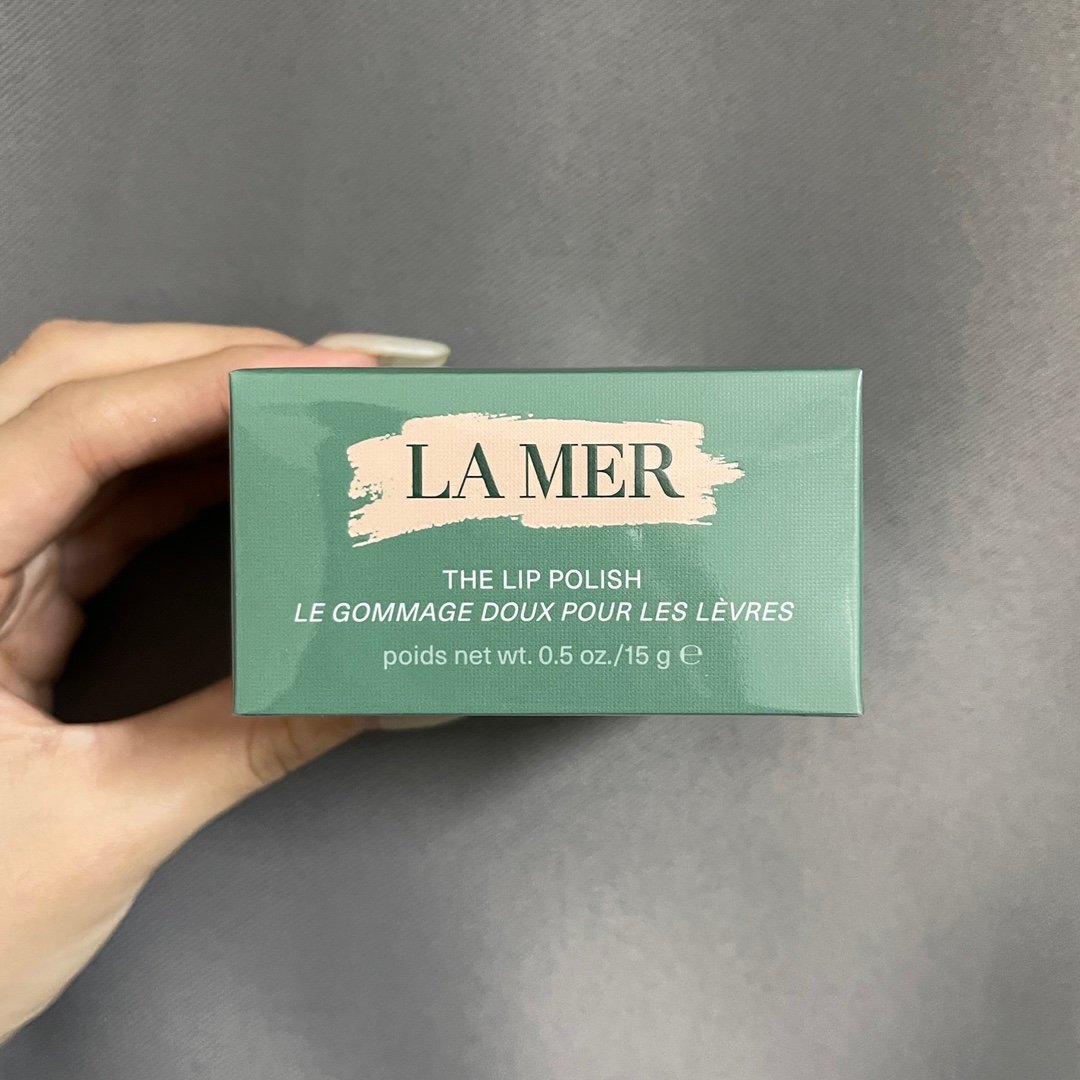 LA MER
THE LIP POLISH
LE GOMMAGE DOUX POUR LES LÈVRES
poids net wt. 0.5 oz./15 g ℮